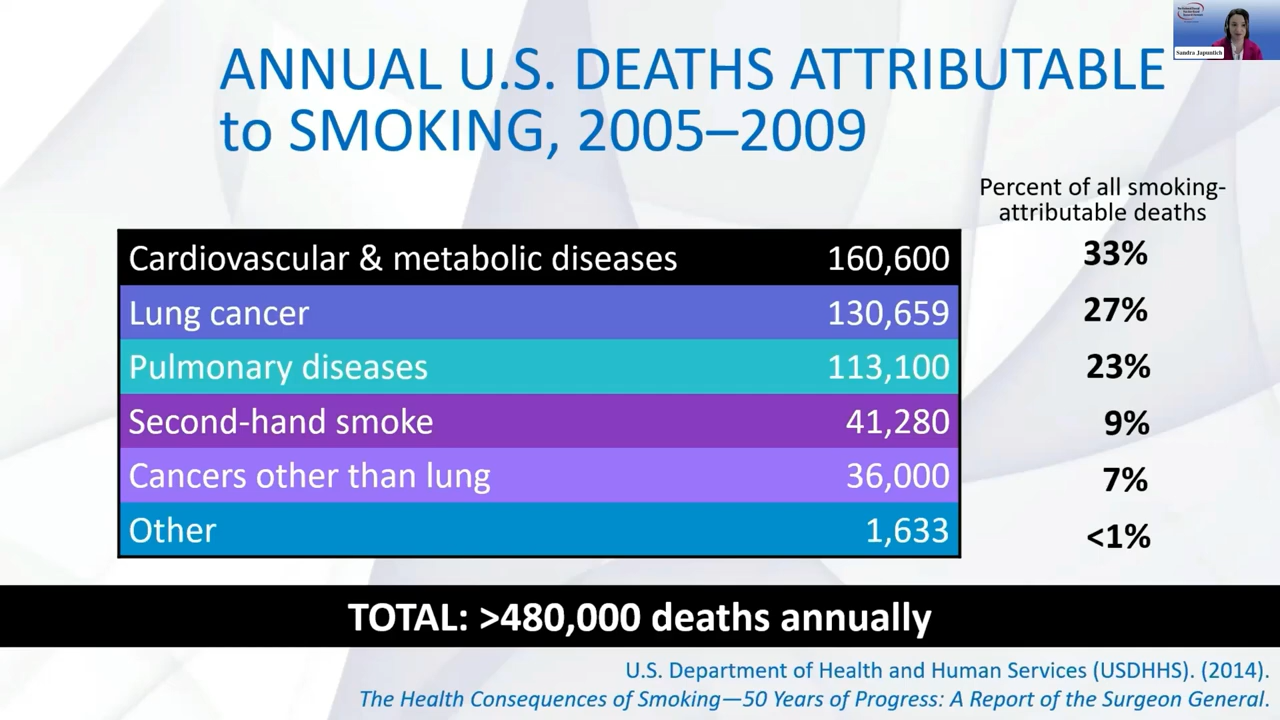 Sandra Japuntich
ANNUAL U.S. DEATHS ATTRIBUTABLE
to SMOKING, 2005–2009
Percent of all smoking-
attributable deaths
Cardiovascular & metabolic diseases 160,600 33%
Lung cancer 130,659 27%
Pulmonary diseases 113,100 23%
Second-hand smoke 41,280 9%
Cancers other than lung 36,000 7%
Other 1,633 <1%
TOTAL: >480,000 deaths annually
U.S. Department of Health and Human Services (USDHHS). (2014).
The Health Consequences of Smoking—50 Years of Progress: A Report of the Surgeon General.